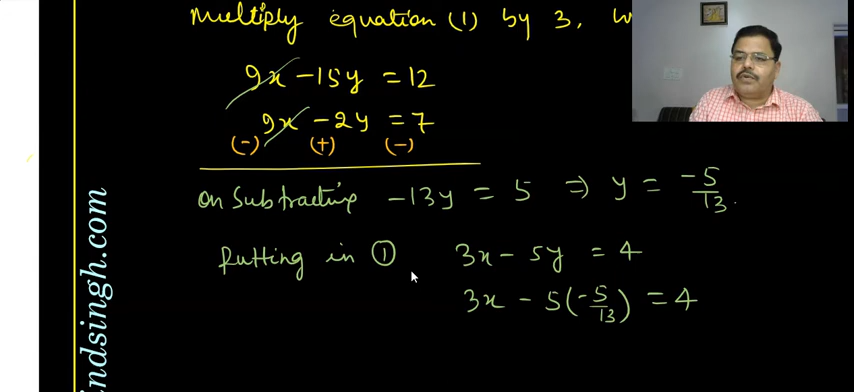 Multiply equation (1) by 3,
9x - 15y = 12
9x - 2y = 7
(-) (+) (-)
on Subtracting -13y = 5 ⇒ y = -5/13.
Putting in ① 3x - 5y = 4
3x - 5(-5/13) = 4
ndsingh.com